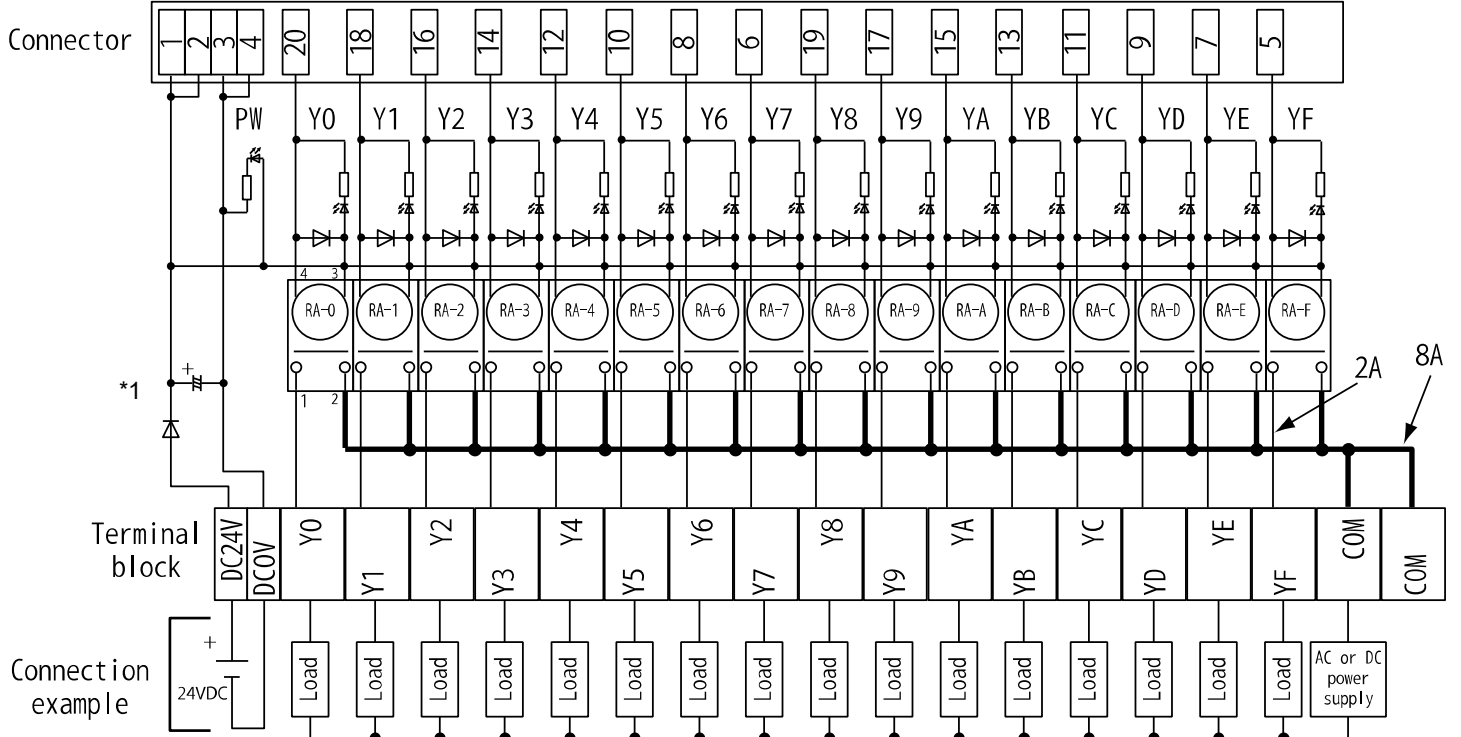 Connector 1 2 3 4 20 18 16 14 12 10 8 6 19 17 15 13 11 9 7 5
PW Y0 Y1 Y2 Y3 Y4 Y5 Y6 Y7 Y8 Y9 YA YB YC YD YE YF
4 3
RA-0 RA-1 RA-2 RA-3 RA-4 RA-5 RA-6 RA-7 RA-8 RA-9 RA-A RA-B RA-C RA-D RA-E RA-F
+
*1
1 2
2A 8A
Terminal
block
DC24V DC0V Y0 Y1 Y2 Y3 Y4 Y5 Y6 Y7 Y8 Y9 YA YB YC YD YE YF COM COM
Connection
example
+
24VDC
Load Load Load Load Load Load Load Load Load Load Load Load Load Load Load Load
AC or DC
power
supply